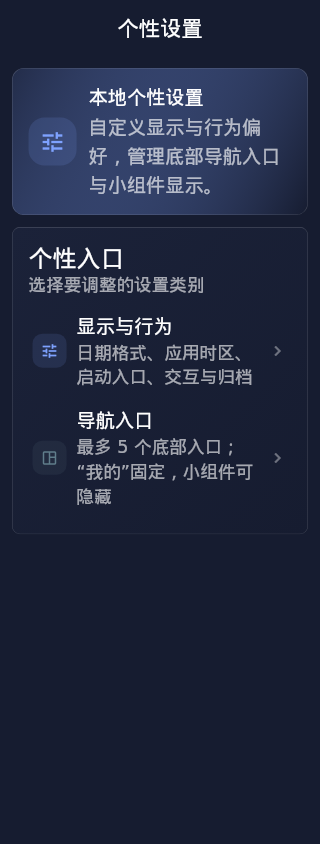 个性设置
本地个性设置
自定义显示与行为偏
好，管理底部导航入口
与小组件显示。
个性入口
选择要调整的设置类别
显示与行为
日期格式、应用时区、
启动入口、交互与归档
导航入口
最多 5 个底部入口；
“我的”固定，小组件可
隐藏